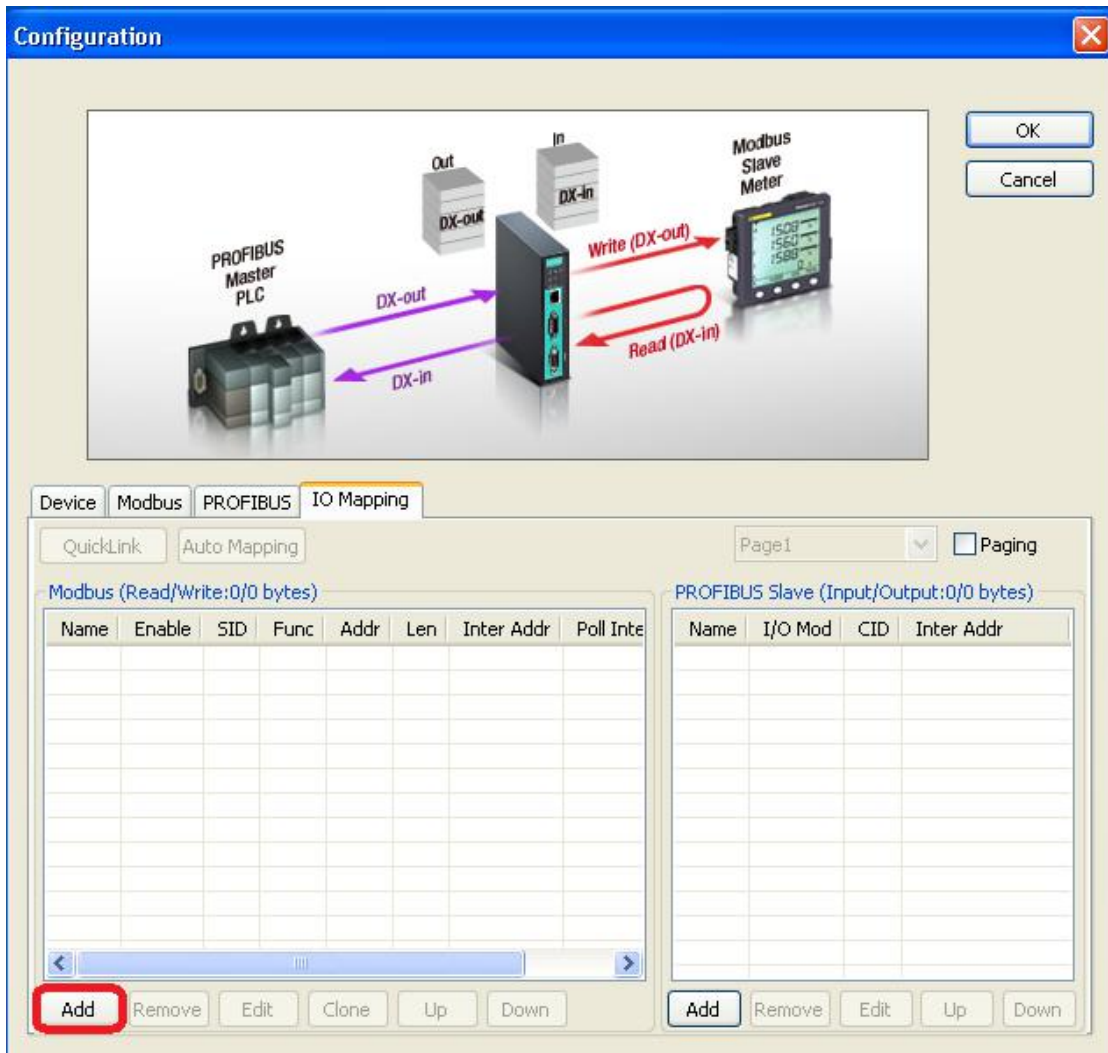 Configuration
OK
Cancel
Out
DX-out
In
DX-in
Modbus
Slave
Meter
1508
1560
1588
Write (DX-out)
PROFIBUS
Master
PLC
DX-out
DX-in
Read (DX-in)
Device Modbus PROFIBUS IO Mapping
QuickLink Auto Mapping Page1 Paging
Modbus (Read/Write:0/0 bytes) PROFIBUS Slave (Input/Output:0/0 bytes)
Name Enable SID Func Addr Len Inter Addr Poll Inte Name I/O Mod CID Inter Addr
Add Remove Edit Clone Up Down Add Remove Edit Up Down